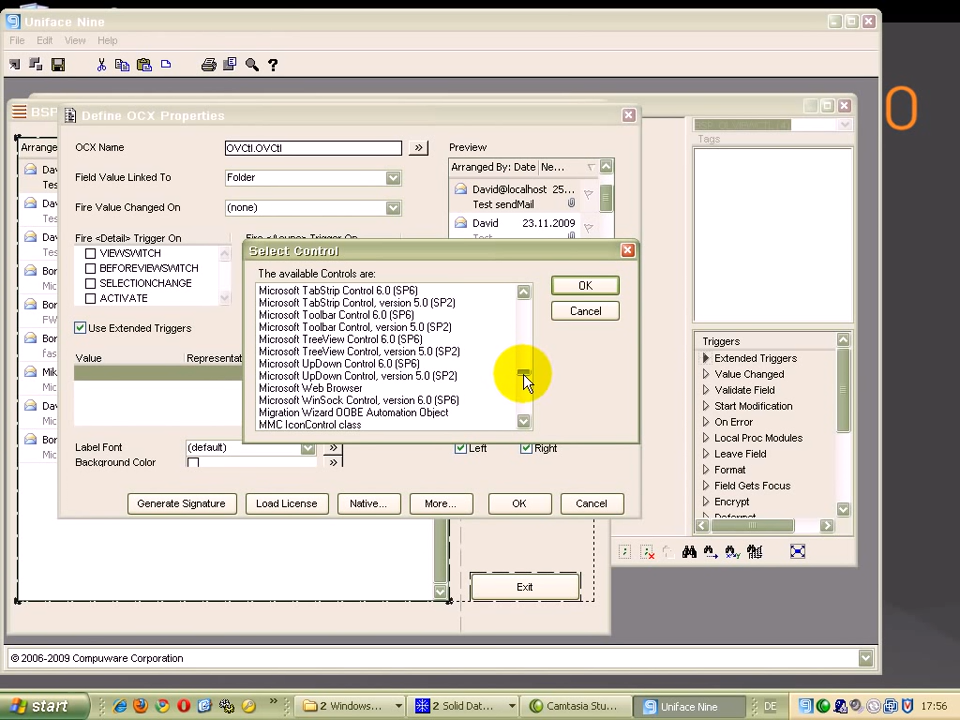 Uniface Nine
File Edit View Help
BSP
Define OCX Properties
Tags
OCX Name OVCtl.OVCtl >>
Preview
Arrange
Arranged By: Date Ne...
Field Value Linked To Folder
David@localhost 25...
Test sendMail
Fire Value Changed On (none)
David 23.11.2009
Fire <Detail> Trigger On
VIEWSWITCH
BEFOREVIEWSWITCH
SELECTIONCHANGE
ACTIVATE
Use Extended Triggers
Value Representat
Select Control
The available Controls are:
Microsoft TabStrip Control 6.0 (SP6)
Microsoft TabStrip Control, version 5.0 (SP2)
Microsoft Toolbar Control 6.0 (SP6)
Microsoft Toolbar Control, version 5.0 (SP2)
Microsoft TreeView Control 6.0 (SP6)
Microsoft TreeView Control, version 5.0 (SP2)
Microsoft UpDown Control 6.0 (SP6)
Microsoft UpDown Control, version 5.0 (SP2)
Microsoft Web Browser
Microsoft WinSock Control, version 6.0 (SP6)
Migration Wizard OOBE Automation Object
MMC IconControl class
OK
Cancel
Label Font (default) >>
Background Color >>
Left Right
Generate Signature Load License Native... More... OK Cancel
Triggers
Extended Triggers
Value Changed
Validate Field
Start Modification
On Error
Local Proc Modules
Leave Field
Format
Field Gets Focus
Encrypt
Deformat
Exit
© 2006-2009 Compuware Corporation
start
2 Windows...
2 Solid Dat...
Camtasia Stu...
Uniface Nine
DE
17:56